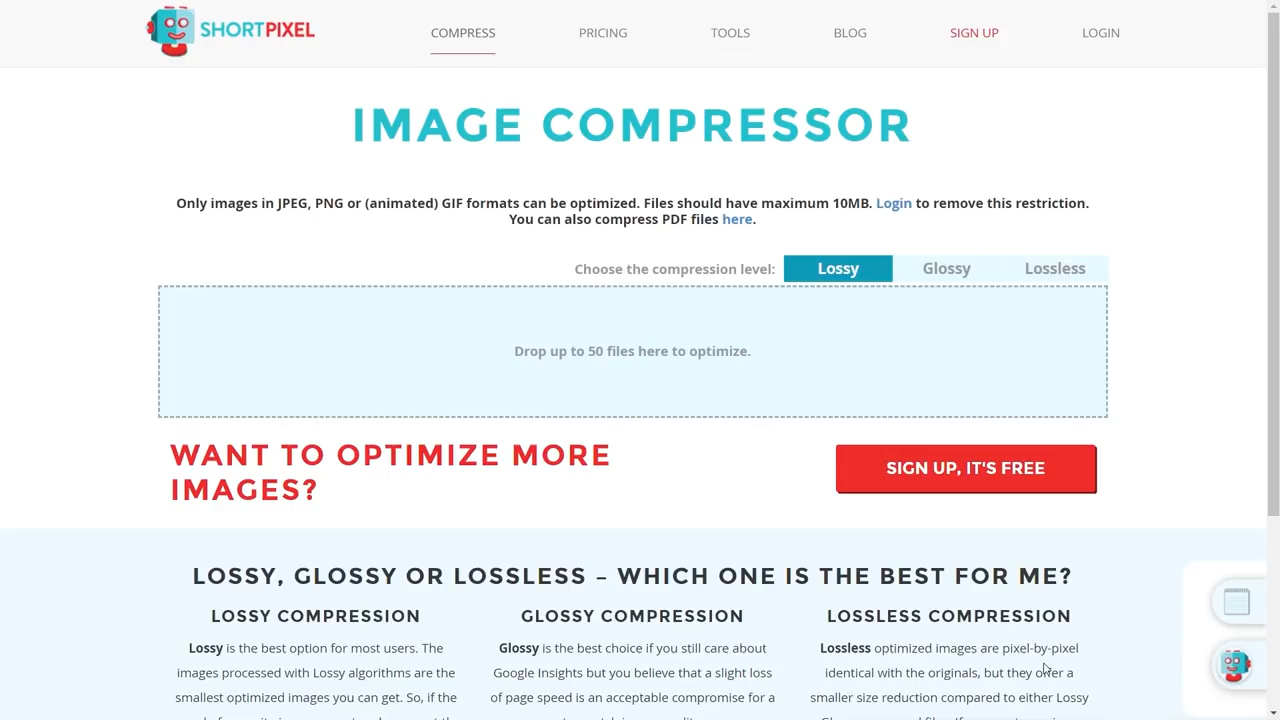 SHORTPIXEL
COMPRESS
PRICING
TOOLS
BLOG
SIGN UP
LOGIN
IMAGE COMPRESSOR
Only images in JPEG, PNG or (animated) GIF formats can be optimized. Files should have maximum 10MB. Login to remove this restriction.
You can also compress PDF files here.
Choose the compression level:
Lossy
Glossy
Lossless
Drop up to 50 files here to optimize.
WANT TO OPTIMIZE MORE
IMAGES?
SIGN UP, IT'S FREE
LOSSY, GLOSSY OR LOSSLESS – WHICH ONE IS THE BEST FOR ME?
LOSSY COMPRESSION
Lossy is the best option for most users. The
images processed with Lossy algorithms are the
smallest optimized images you can get. So, if the
GLOSSY COMPRESSION
Glossy is the best choice if you still care about
Google Insights but you believe that a slight loss
of page speed is an acceptable compromise for a
LOSSLESS COMPRESSION
Lossless optimized images are pixel-by-pixel
identical with the originals, but they offer a
smaller size reduction compared to either Lossy